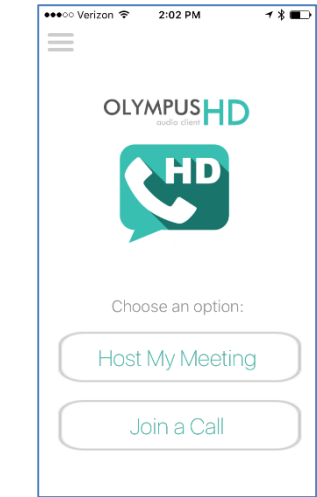 Verizon 2:02 PM
OLYMPUS HD
audio client
HD
Choose an option:
Host My Meeting
Join a Call